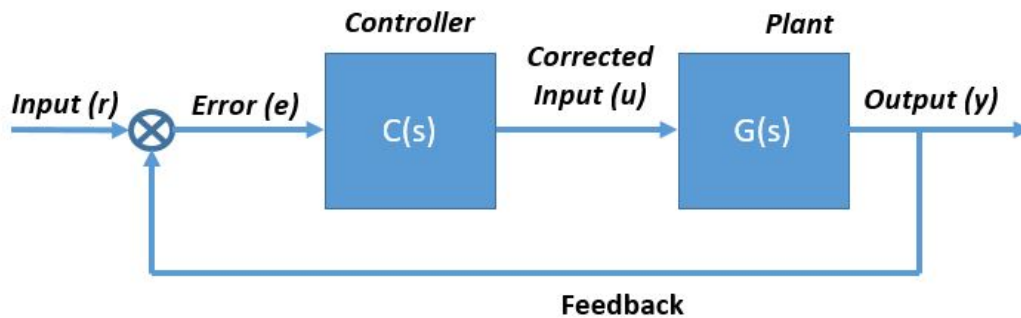 Controller
Plant
Corrected
Input (u)
Input (r)
Error (e)
Output (y)
C(s)
G(s)
Feedback